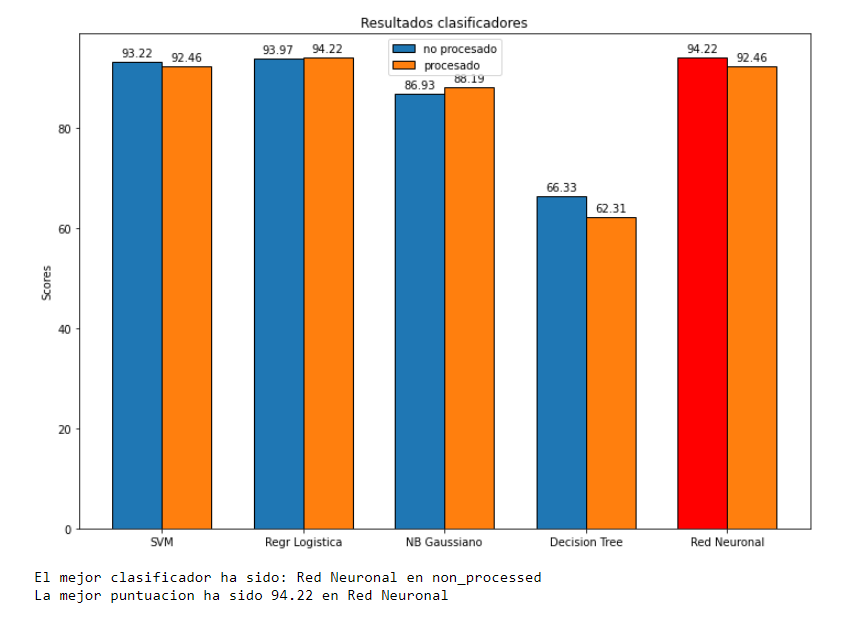 Resultados clasificadores
no procesado
procesado
93.22
92.46
93.97
94.22
86.93
88.19
66.33
62.31
94.22
92.46
Scores
80
60
40
20
0
SVM
Regr Logistica
NB Gaussiano
Decision Tree
Red Neuronal
El mejor clasificador ha sido: Red Neuronal en non_processed
La mejor puntuacion ha sido 94.22 en Red Neuronal